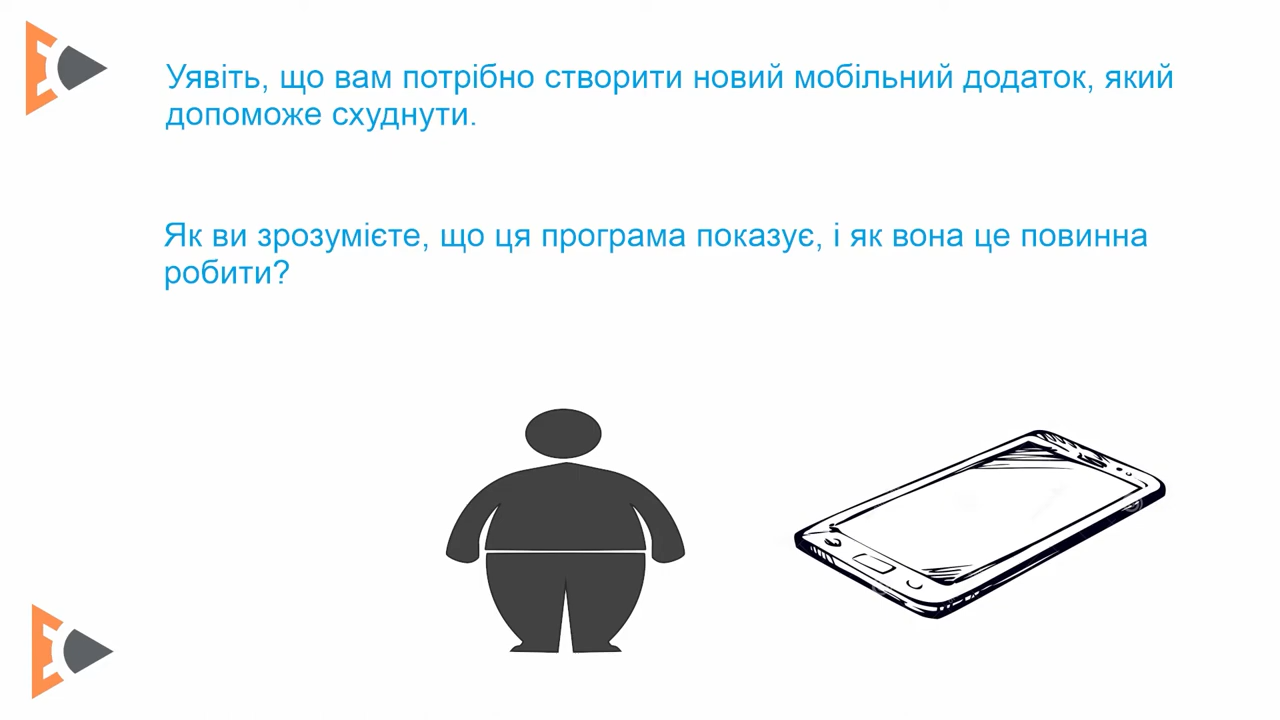 Уявіть, що вам потрібно створити новий мобільний додаток, який
допоможе схуднути.
Як ви зрозумієте, що ця програма показує, і як вона це повинна
робити?